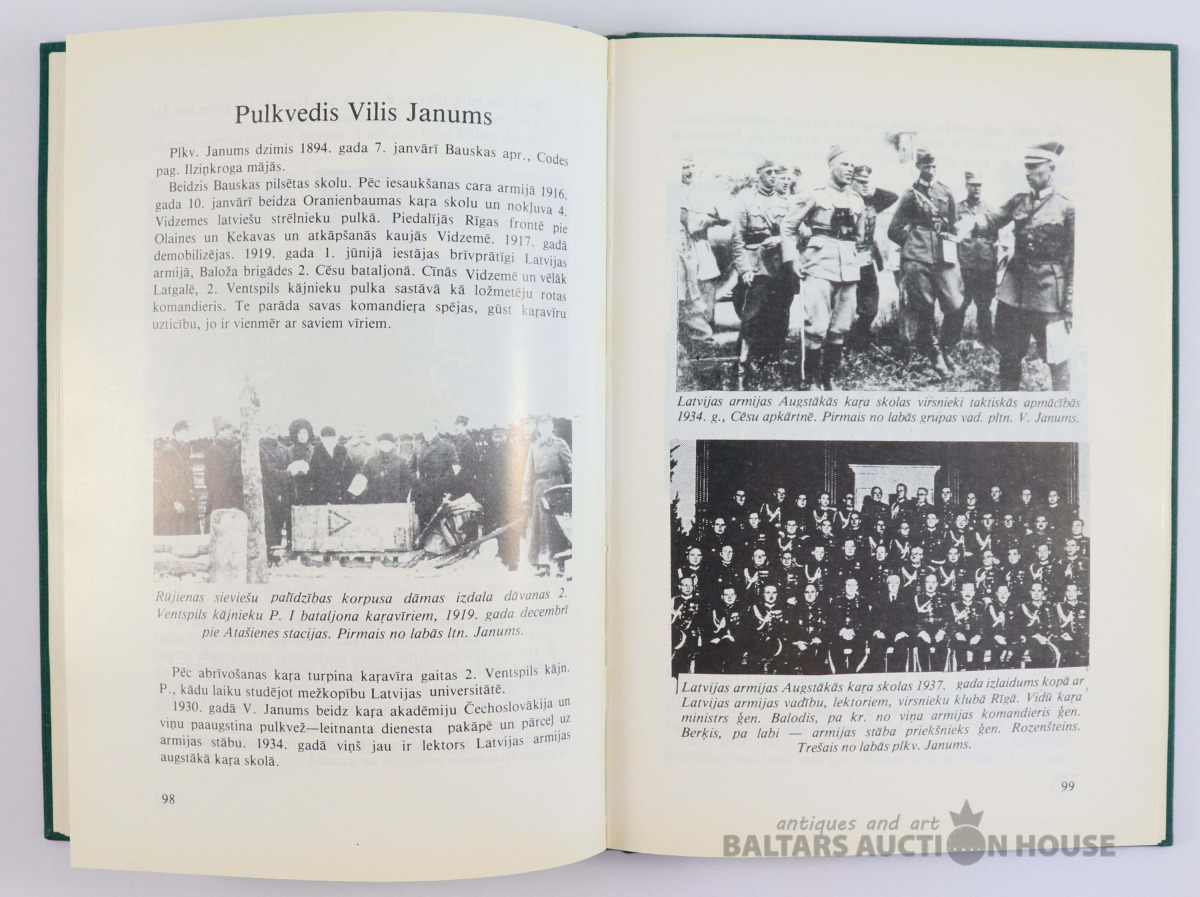 Pulkvedis Vilis Janums
Plkv. Janums dzimis 1894. gada 7. janvārī Bauskas apr., Codes
pag. Ilziņkroga mājās.
Beidzis Bauskas pilsētas skolu. Pēc iesaukšanas cara armijā 1916.
gada 10. janvārī beidza Oranienbaumas kaŗa skolu un nokļuva 4.
Vidzemes latviešu strēlnieku pulkā. Piedalījās Rīgas frontē pie
Olaines un Ķekavas un atkāpšanās kaujās Vidzemē. 1917. gadā
demobilizējas. 1919. gada 1. jūnijā iestājas brīvprātīgi Latvijas
armijā, Baloža brigādes 2. Cēsu bataljonā. Cīnās Vidzemē un vēlāk
Latgalē, 2. Ventspils kājnieku pulka sastāvā kā ložmetēju rotas
komandieris. Te parāda savas komandieŗa spējas, gūst kaŗavīru
uzticību, jo ir vienmēr ar saviem vīriem.
Rūjienas sieviešu palīdzības korpusa dāmas izdala dāvanas 2.
Ventspils kājnieku P. I bataljona kaŗavīriem, 1919. gada decembrī
pie Atašienes stacijas. Pirmais no labās ltn. Janums.
Pēc abrīvošanas kaŗa turpina kaŗavīra gaitas 2. Ventspils kājn.
P., kādu laiku studējot mežkopību Latvijas universitātē.
1930. gadā V. Janums beidz kaŗa akadēmiju Čechoslovākija un
viņu paaugstina pulkvež—leitnanta dienesta pakāpē un pārceļ uz
armijas stābu. 1934. gadā viņš jau ir lektors Latvijas armijas
augstākā kaŗa skolā.
98
Latvijas armijas Augstākās kaŗa skolas virsnieki taktiskās apmācībās
1934. g., Cēsu apkārtnē. Pirmais no labās grupas vad. pltn. V. Janums.
Latvijas armijas Augstākās kaŗa skolas 1937. gada izlaidums kopā ar
Latvijas armijas vadību, lektoriem, virsnieku klubā Rīgā. Vidū kaŗa
ministrs ģen. Balodis, pa kr. no viņa armijas komandieris ģen.
Berķis, pa labi — armijas stāba priekšnieks ģen. Rozenšteins.
Trešais no labās plkv. Janums.
99
antiques and art
BALTARS AUCTION HOUSE